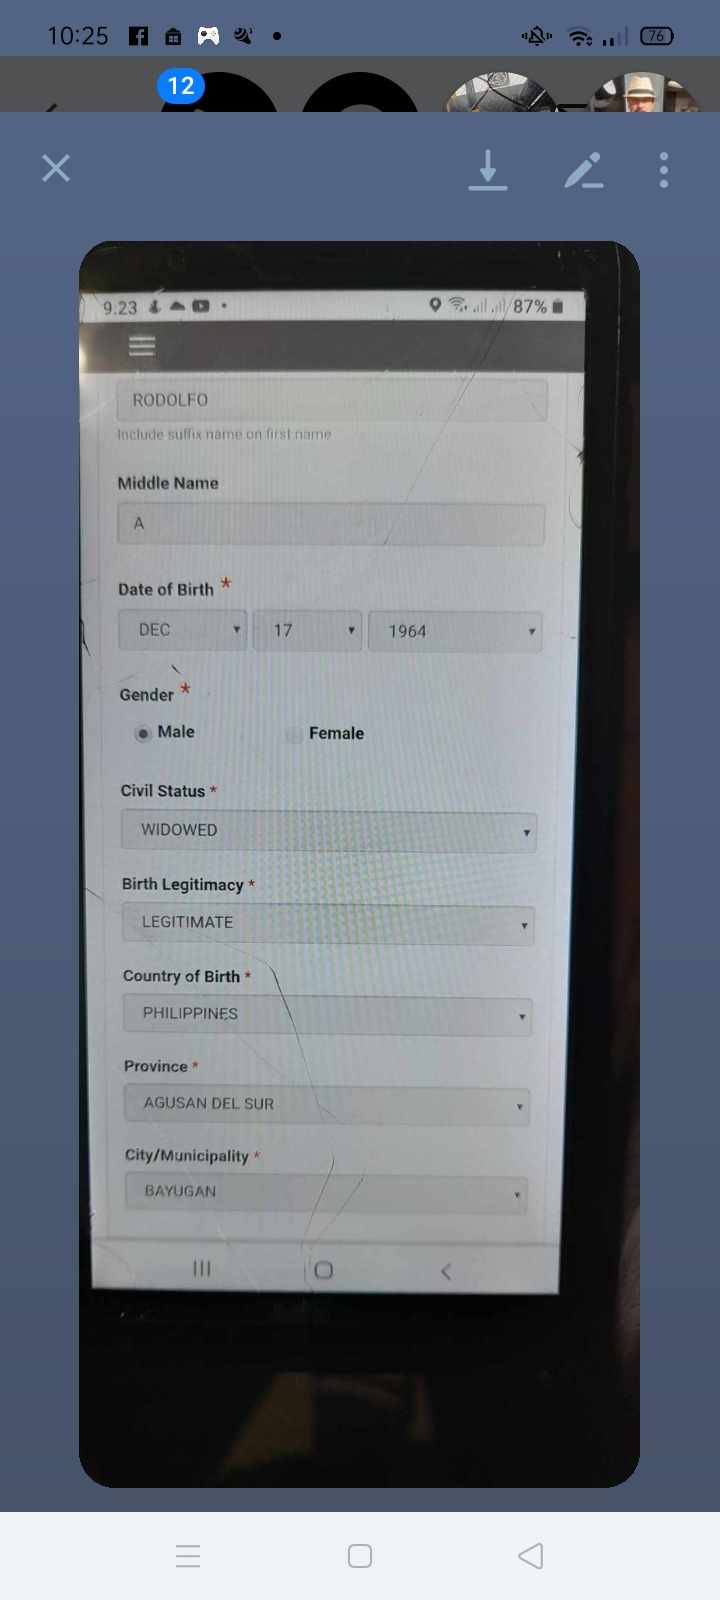 10:25
76
12
9.23
87%
RODOLFO
Include suffix name on first name
Middle Name
A
Date of Birth *
DEC 17 1964
Gender *
Male Female
Civil Status *
WIDOWED
Birth Legitimacy *
LEGITIMATE
Country of Birth *
PHILIPPINES
Province *
AGUSAN DEL SUR
City/Municipality *
BAYUGAN